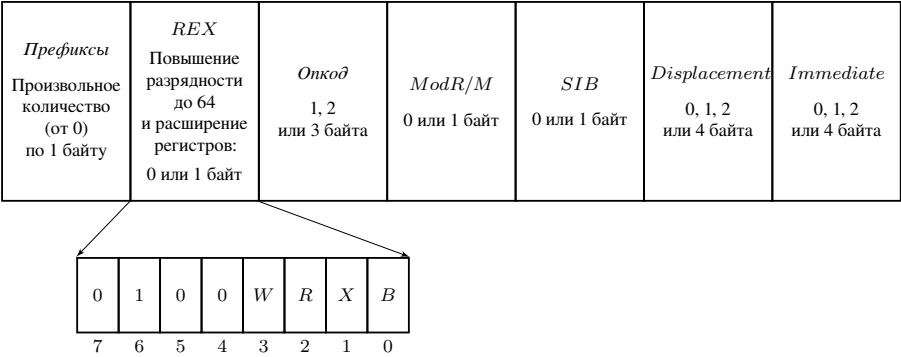 Префиксы
Произвольное
количество
(от 0)
по 1 байту
REX
Повышение
разрядности
до 64
и расширение
регистров:
0 или 1 байт
Опкод
1, 2
или 3 байта
ModR/M
0 или 1 байт
SIB
0 или 1 байт
Displacement
0, 1, 2
или 4 байта
Immediate
0, 1, 2
или 4 байта
0 1 0 0 W R X B
7 6 5 4 3 2 1 0